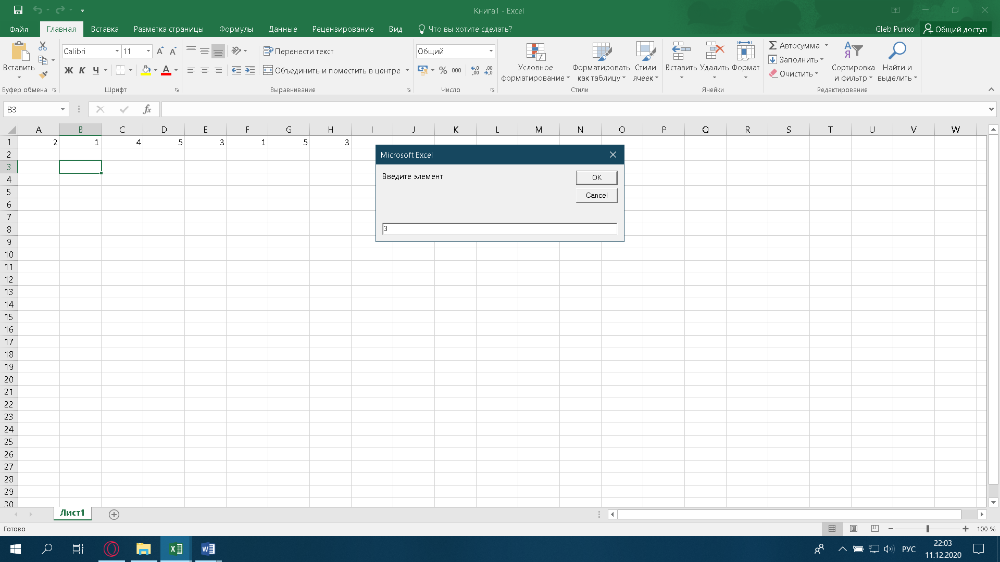 Книга1 - Excel
Файл Главная Вставка Разметка страницы Формулы Данные Рецензирование Вид Что вы хотите сделать? Gleb Punko Общий доступ
Вставить
Буфер обмена
Calibri 11
Ж К Ч
Шрифт
Перенести текст
Объединить и поместить в центре
Выравнивание
Общий
% 000
Число
Условное форматирование
Форматировать как таблицу
Стили ячеек
Стили
Вставить Удалить Формат
Ячейки
Автосумма
Заполнить
Очистить
Сортировка и фильтр
Найти и выделить
Редактирование
B3 fx
A B C D E F G H I J K L M N O P Q R S T U V W
1 2 1 4 5 3 1 5 3
2
3
4
5
6
7
8
9
10
11
12
13
14
15
16
17
18
19
20
21
22
23
24
25
26
27
28
29
30
Microsoft Excel
Введите элемент
OK
Cancel
3
Лист1
Готово 100 %
РУС 22:03
11.12.2020